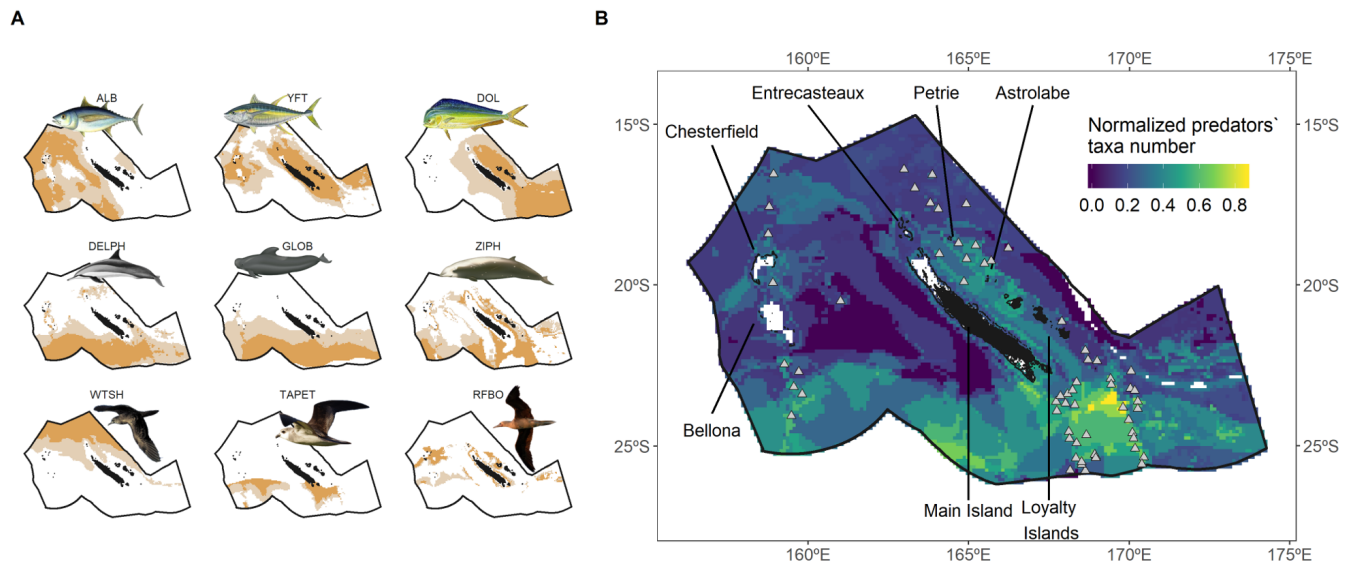 A
ALB
YFT
DOL
DELPH
GLOB
ZIPH
WTSH
TAPET
RFBO
B
160ºE
165ºE
170ºE
175ºE
Entrecasteaux
Petrie
Astrolabe
Chesterfield
15ºS
Normalized predators`
taxa number
0.0 0.2 0.4 0.6 0.8
20ºS
20ºS
Bellona
25ºS
25ºS
Main Island
Loyalty
Islands
160ºE
165ºE
170ºE
175ºE